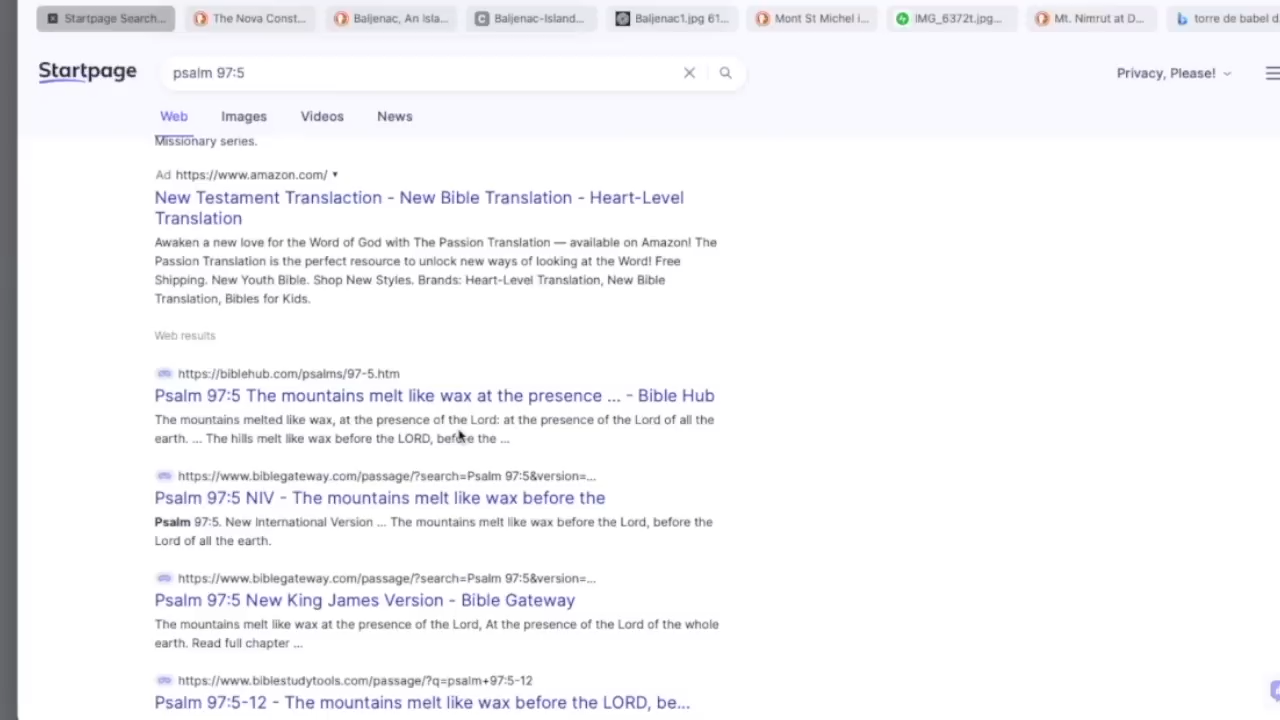 Startpage Search...
The Nova Const...
Baljenac, An Isla...
Baljenac-Island...
Baljenac1.jpg 61...
Mont St Michel i...
IMG_6372t.jpg...
Mt. Nimrut at D...
torre de babel d
Startpage
psalm 97:5
Privacy, Please!
Web
Images
Videos
News
Missionary series.
Ad https://www.amazon.com/
New Testament Translaction - New Bible Translation - Heart-Level
Translation
Awaken a new love for the Word of God with The Passion Translation — available on Amazon! The
Passion Translation is the perfect resource to unlock new ways of looking at the Word! Free
Shipping. New Youth Bible. Shop New Styles. Brands: Heart-Level Translation, New Bible
Translation, Bibles for Kids.
Web results
https://biblehub.com/psalms/97-5.htm
Psalm 97:5 The mountains melt like wax at the presence ... - Bible Hub
The mountains melted like wax, at the presence of the Lord: at the presence of the Lord of all the
earth. ... The hills melt like wax before the LORD, before the ...
https://www.biblegateway.com/passage/?search=Psalm 97:5&version=...
Psalm 97:5 NIV - The mountains melt like wax before the
Psalm 97:5. New International Version ... The mountains melt like wax before the Lord, before the
Lord of all the earth.
https://www.biblegateway.com/passage/?search=Psalm 97:5&version=...
Psalm 97:5 New King James Version - Bible Gateway
The mountains melt like wax at the presence of the Lord, At the presence of the Lord of the whole
earth. Read full chapter ...
https://www.biblestudytools.com/passage/?q=psalm+97:5-12
Psalm 97:5-12 - The mountains melt like wax before the LORD, be...